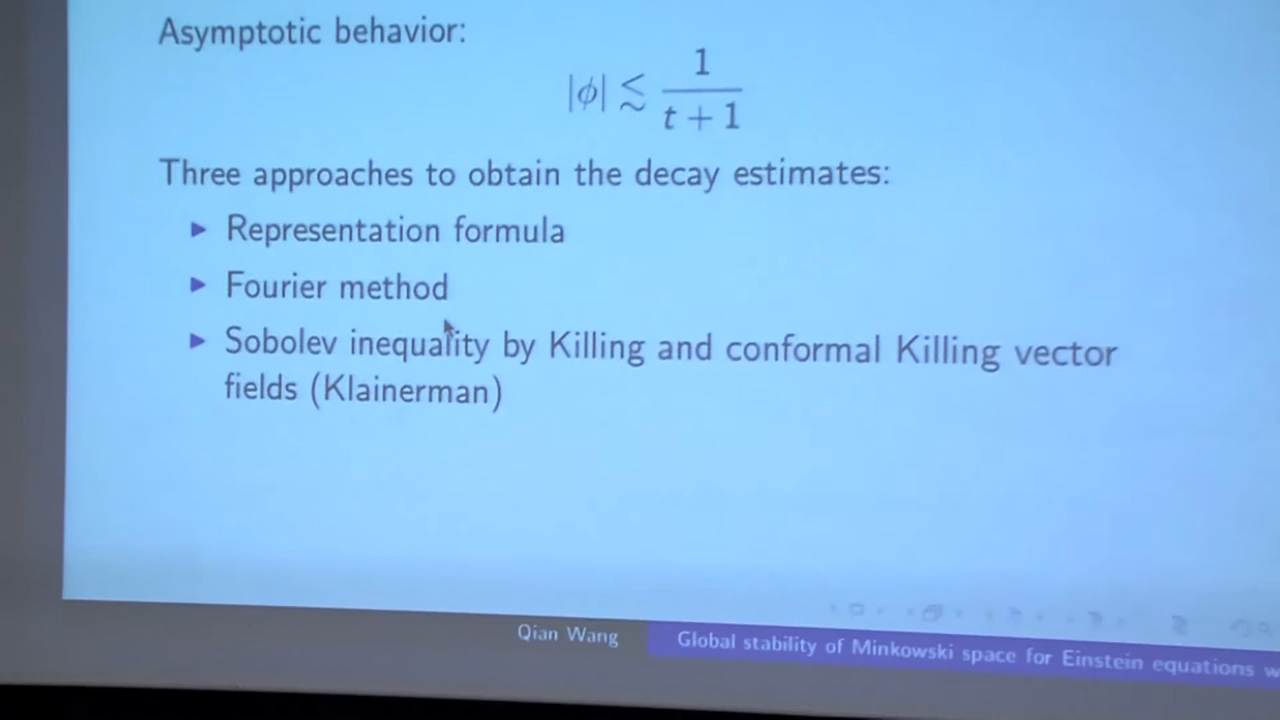 Asymptotic behavior:
|ϕ| ≲ 1/(t + 1)
Three approaches to obtain the decay estimates:
▶ Representation formula
▶ Fourier method
▶ Sobolev inequality by Killing and conformal Killing vector
fields (Klainerman)
Qian Wang
Global stability of Minkowski space for Einstein equations w